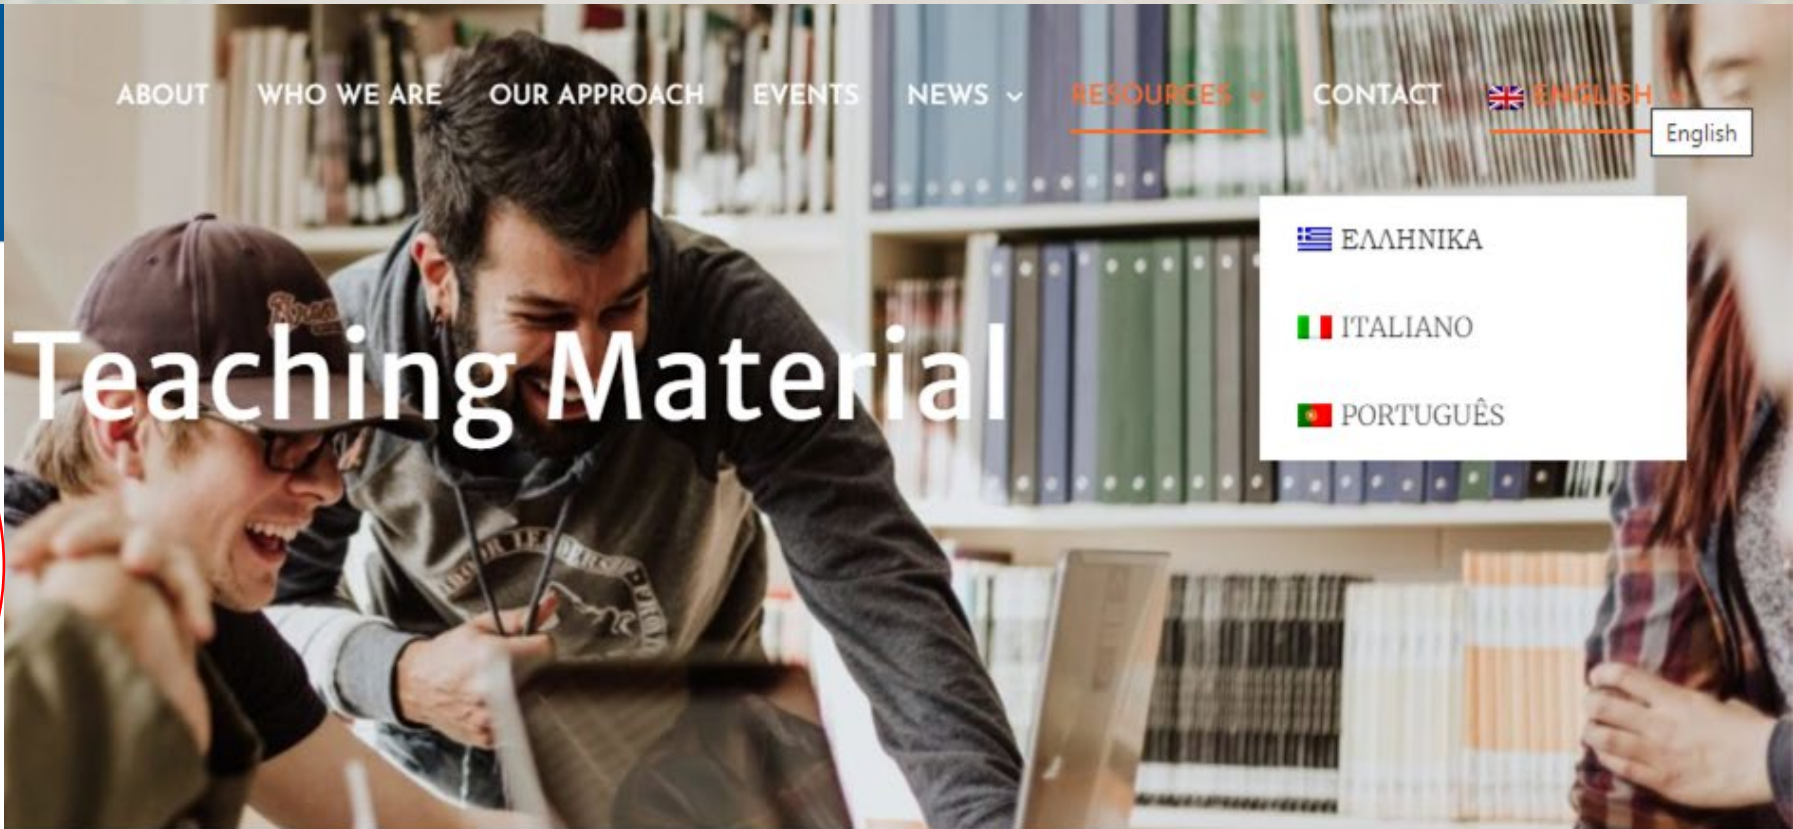 ABOUT WHO WE ARE OUR APPROACH EVENTS NEWS RESOURCES CONTACT ENGLISH
English
ΕΛΛΗΝΙΚΑ
ITALIANO
PORTUGUÊS
Teaching Material